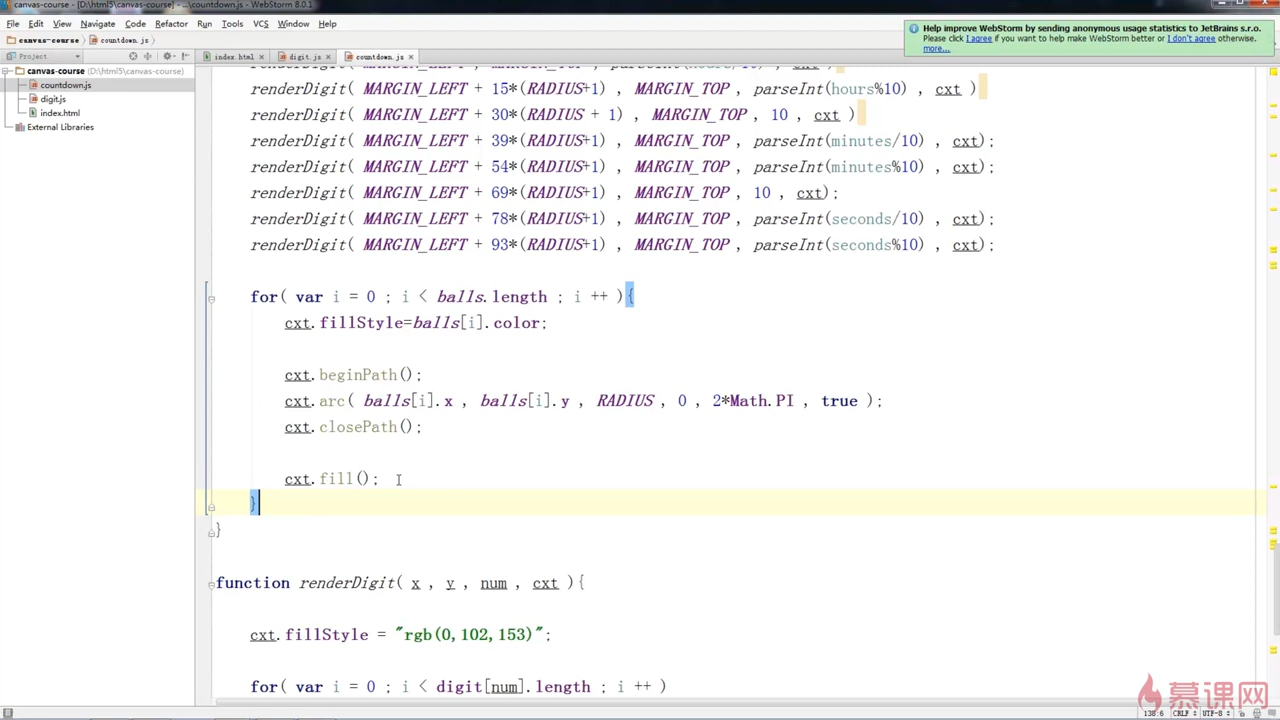 canvas-course - [D:\html5\canvas-course] - ...\countdown.js - WebStorm 8.0.1
File Edit View Navigate Code Refactor Run Tools VCS Window Help
canvas-course countdown.js
Help improve WebStorm by sending anonymous usage statistics to JetBrains s.r.o.
Please click I agree if you want to help make WebStorm better or I don't agree otherwise.
more...
Project
index.html digit.js countdown.js
canvas-course (D:\html5\canvas-course)
countdown.js
digit.js
index.html
External Libraries
renderDigit( MARGIN_LEFT + 15*(RADIUS+1) , MARGIN_TOP , parseInt(hours%10) , cxt )
renderDigit( MARGIN_LEFT + 30*(RADIUS + 1) , MARGIN_TOP , 10 , cxt )
renderDigit( MARGIN_LEFT + 39*(RADIUS+1) , MARGIN_TOP , parseInt(minutes/10) , cxt);
renderDigit( MARGIN_LEFT + 54*(RADIUS+1) , MARGIN_TOP , parseInt(minutes%10) , cxt);
renderDigit( MARGIN_LEFT + 69*(RADIUS+1) , MARGIN_TOP , 10 , cxt);
renderDigit( MARGIN_LEFT + 78*(RADIUS+1) , MARGIN_TOP , parseInt(seconds/10) , cxt);
renderDigit( MARGIN_LEFT + 93*(RADIUS+1) , MARGIN_TOP , parseInt(seconds%10) , cxt);
for( var i = 0 ; i < balls.length ; i ++ ){
cxt.fillStyle=balls[i].color;
cxt.beginPath();
cxt.arc( balls[i].x , balls[i].y , RADIUS , 0 , 2*Math.PI , true );
cxt.closePath();
cxt.fill();
}
}
function renderDigit( x , y , num , cxt ){
cxt.fillStyle = "rgb(0,102,153)";
for( var i = 0 ; i < digit[num].length ; i ++ )
慕课网
138:6 CRLF UTF-8